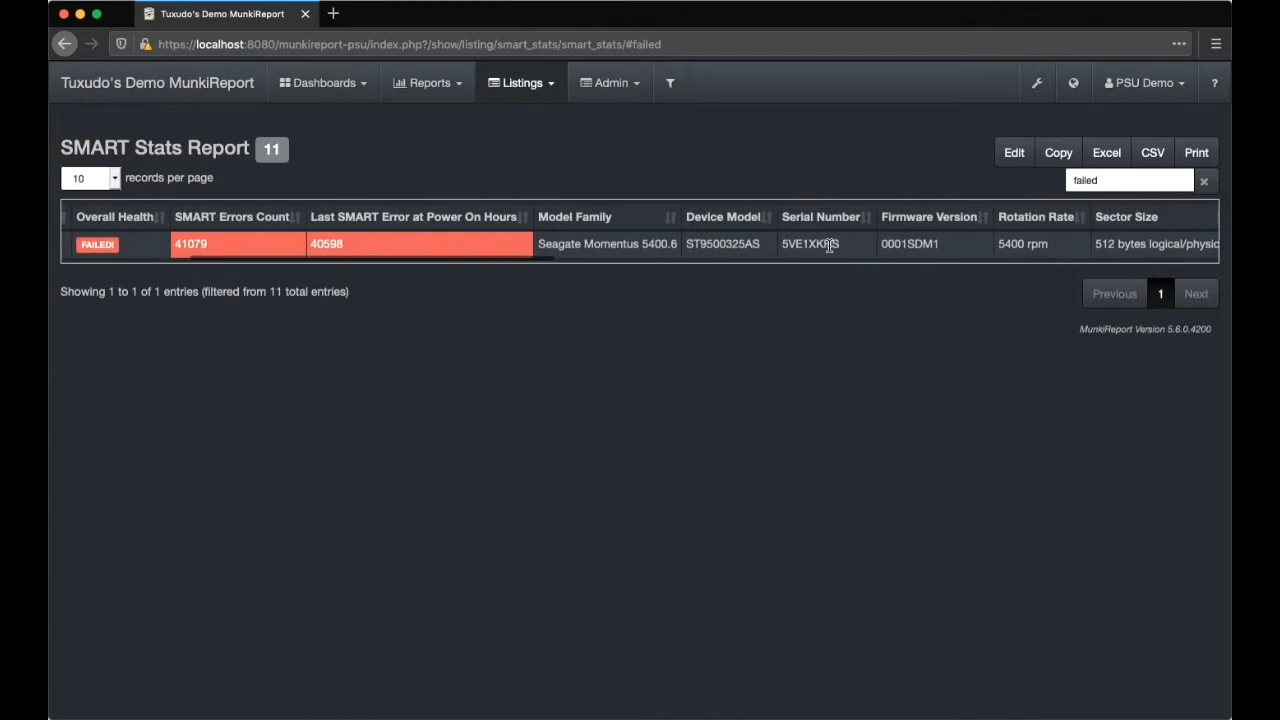 Tuxudo's Demo MunkiReport
https://localhost:8080/munkireport-psu/index.php?/show/listing/smart_stats/smart_stats/#failed
Tuxudo's Demo MunkiReport Dashboards Reports Listings Admin PSU Demo ?
SMART Stats Report 11
Edit Copy Excel CSV Print
10 records per page
failed
Overall Health SMART Errors Count Last SMART Error at Power On Hours Model Family Device Model Serial Number Firmware Version Rotation Rate Sector Size
FAILED! 41079 40598 Seagate Momentus 5400.6 ST9500325AS 0001SDM1 5400 rpm 512 bytes logical/physic
Showing 1 to 1 of 1 entries (filtered from 11 total entries)
Previous 1 Next
MunkiReport Version 5.6.0.4200